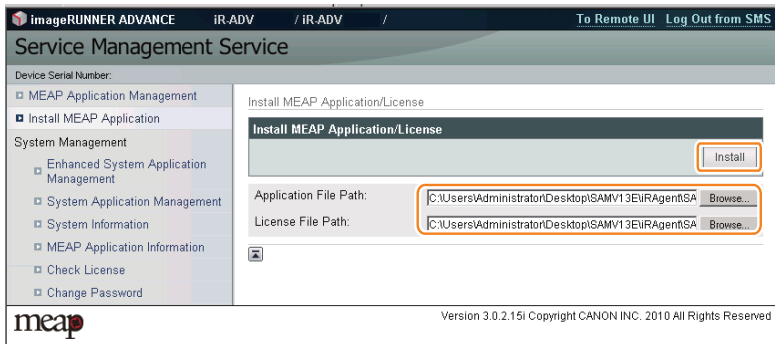 imageRUNNER ADVANCE iR-ADV / iR-ADV / To Remote UI Log Out from SMS
Service Management Service
Device Serial Number:
MEAP Application Management
Install MEAP Application
System Management
Enhanced System Application
Management
System Application Management
System Information
MEAP Application Information
Check License
Change Password
Install MEAP Application/License
Install MEAP Application/License
Install
Application File Path: C:\Users\Administrator\Desktop\SAMV13E\iRAgent\SA Browse...
License File Path: C:\Users\Administrator\Desktop\SAMV13E\iRAgent\SA Browse...
meap
Version 3.0.2.15i Copyright CANON INC. 2010 All Rights Reserved